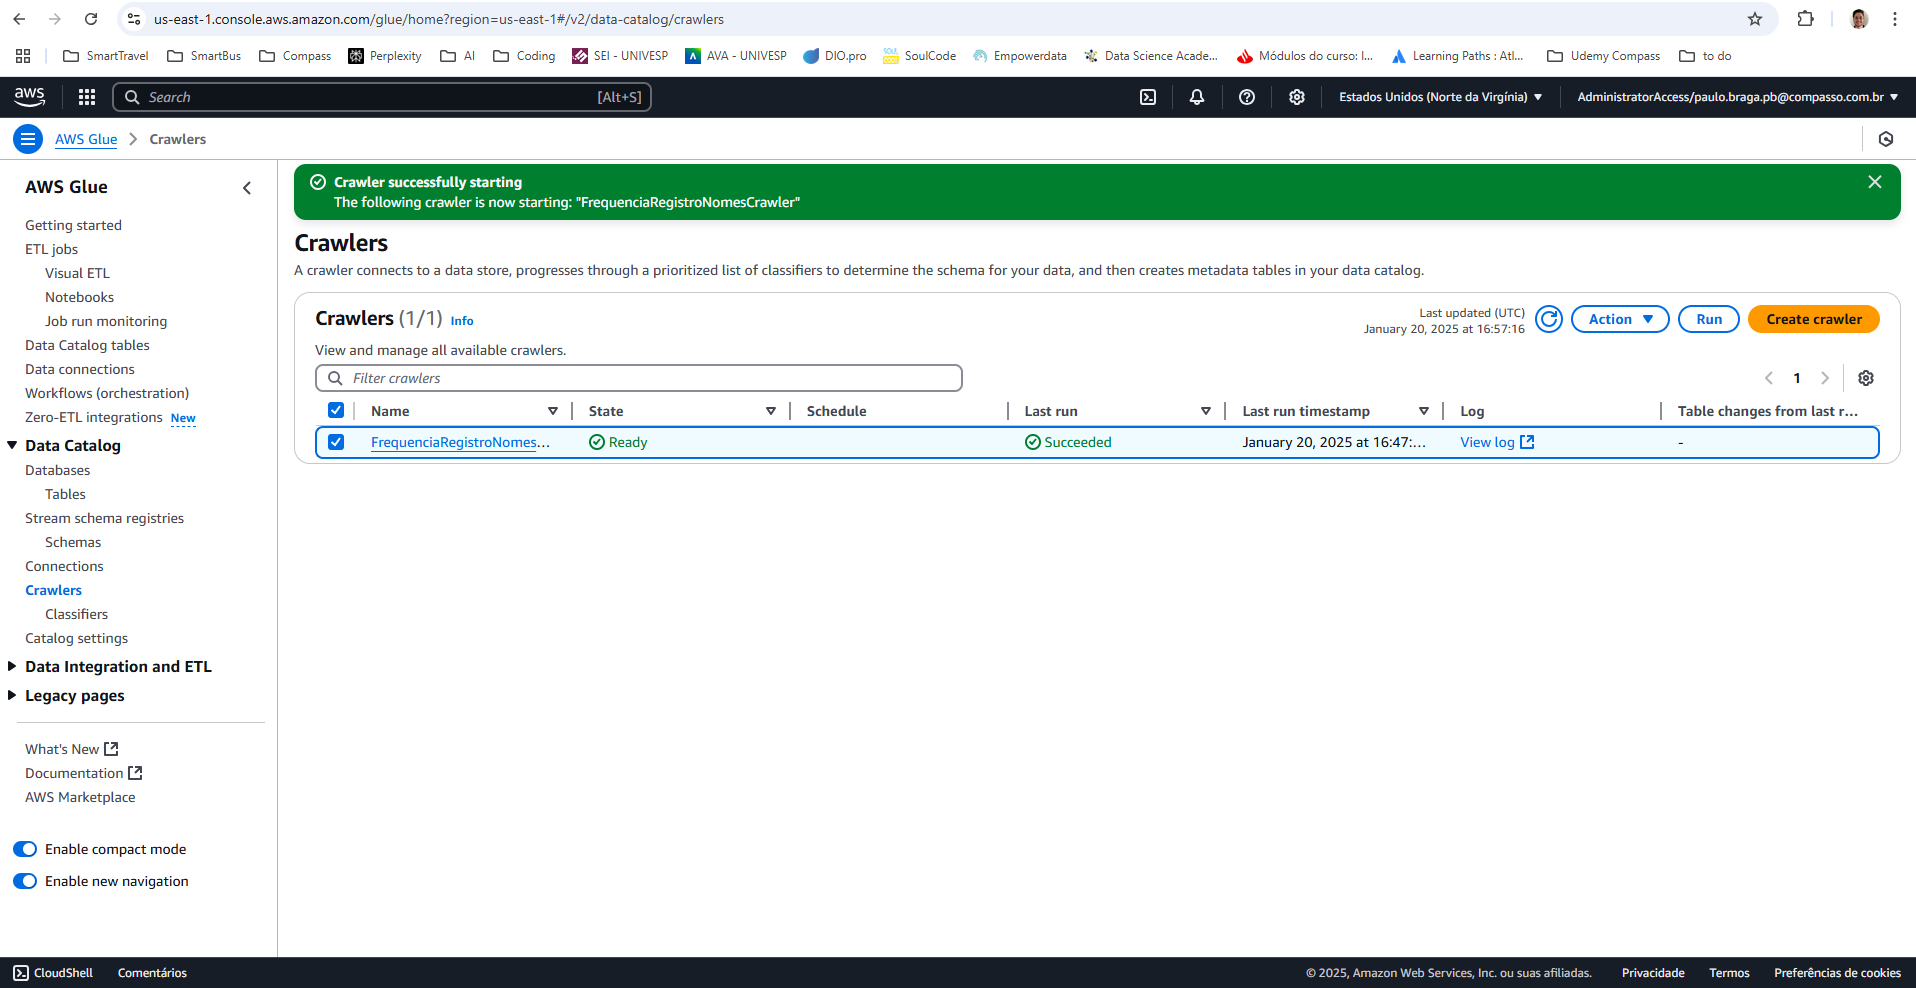 us-east-1.console.aws.amazon.com/glue/home?region=us-east-1#/v2/data-catalog/crawlers
SmartTravel SmartBus Compass Perplexity AI Coding SEI - UNIVESP AVA - UNIVESP DIO.pro SoulCode Empowerdata Data Science Acade... Módulos do curso: I... Learning Paths : Atl... Udemy Compass to do
aws Search [Alt+S] Estados Unidos (Norte da Virgínia) AdministratorAccess/paulo.braga.pb@compasso.com.br
AWS Glue Crawlers
AWS Glue
Getting started
ETL jobs
Visual ETL
Notebooks
Job run monitoring
Data Catalog tables
Data connections
Workflows (orchestration)
Zero-ETL integrations New
Data Catalog
Databases
Tables
Stream schema registries
Schemas
Connections
Crawlers
Classifiers
Catalog settings
Data Integration and ETL
Legacy pages
What's New
Documentation
AWS Marketplace
Enable compact mode
Enable new navigation
Crawler successfully starting
The following crawler is now starting: "FrequenciaRegistroNomesCrawler"
Crawlers
A crawler connects to a data store, progresses through a prioritized list of classifiers to determine the schema for your data, and then creates metadata tables in your data catalog.
Crawlers (1/1) Info
Last updated (UTC)
January 20, 2025 at 16:57:16
Action Run Create crawler
View and manage all available crawlers.
Filter crawlers
1
Name State Schedule Last run Last run timestamp Log Table changes from last r...
FrequenciaRegistroNomes... Ready Succeeded January 20, 2025 at 16:47:... View log -
CloudShell Comentários © 2025, Amazon Web Services, Inc. ou suas afiliadas. Privacidade Termos Preferências de cookies